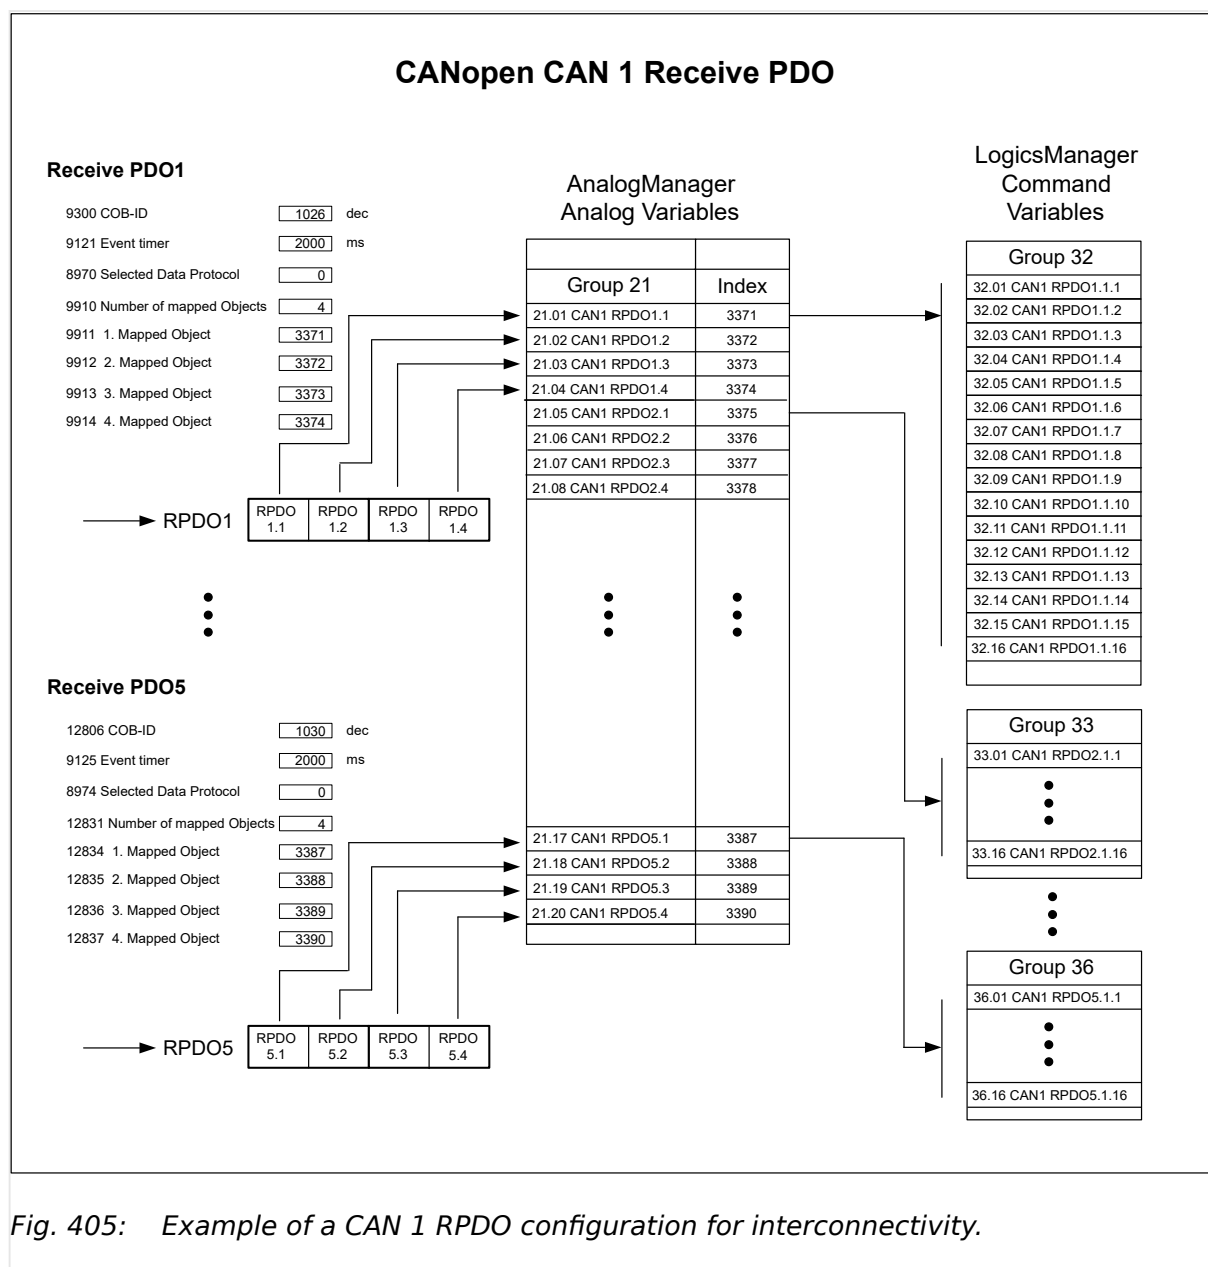 CANopen CAN 1 Receive PDO
Receive PDO1
9300 COB-ID 1026 dec
9121 Event timer 2000 ms
8970 Selected Data Protocol 0
9910 Number of mapped Objects 4
9911 1. Mapped Object 3371
9912 2. Mapped Object 3372
9913 3. Mapped Object 3373
9914 4. Mapped Object 3374
RPDO1
RPDO 1.1
RPDO 1.2
RPDO 1.3
RPDO 1.4
Receive PDO5
12806 COB-ID 1030 dec
9125 Event timer 2000 ms
8974 Selected Data Protocol 0
12831 Number of mapped Objects 4
12834 1. Mapped Object 3387
12835 2. Mapped Object 3388
12836 3. Mapped Object 3389
12837 4. Mapped Object 3390
RPDO5
RPDO 5.1
RPDO 5.2
RPDO 5.3
RPDO 5.4
AnalogManager
Analog Variables
Group 21 Index
21.01 CAN1 RPDO1.1 3371
21.02 CAN1 RPDO1.2 3372
21.03 CAN1 RPDO1.3 3373
21.04 CAN1 RPDO1.4 3374
21.05 CAN1 RPDO2.1 3375
21.06 CAN1 RPDO2.2 3376
21.07 CAN1 RPDO2.3 3377
21.08 CAN1 RPDO2.4 3378
21.17 CAN1 RPDO5.1 3387
21.18 CAN1 RPDO5.2 3388
21.19 CAN1 RPDO5.3 3389
21.20 CAN1 RPDO5.4 3390
LogicsManager
Command
Variables
Group 32
32.01 CAN1 RPDO1.1.1
32.02 CAN1 RPDO1.1.2
32.03 CAN1 RPDO1.1.3
32.04 CAN1 RPDO1.1.4
32.05 CAN1 RPDO1.1.5
32.06 CAN1 RPDO1.1.6
32.07 CAN1 RPDO1.1.7
32.08 CAN1 RPDO1.1.8
32.09 CAN1 RPDO1.1.9
32.10 CAN1 RPDO1.1.10
32.11 CAN1 RPDO1.1.11
32.12 CAN1 RPDO1.1.12
32.13 CAN1 RPDO1.1.13
32.14 CAN1 RPDO1.1.14
32.15 CAN1 RPDO1.1.15
32.16 CAN1 RPDO1.1.16
Group 33
33.01 CAN1 RPDO2.1.1
33.16 CAN1 RPDO2.1.16
Group 36
36.01 CAN1 RPDO5.1.1
36.16 CAN1 RPDO5.1.16
Fig. 405: Example of a CAN 1 RPDO configuration for interconnectivity.